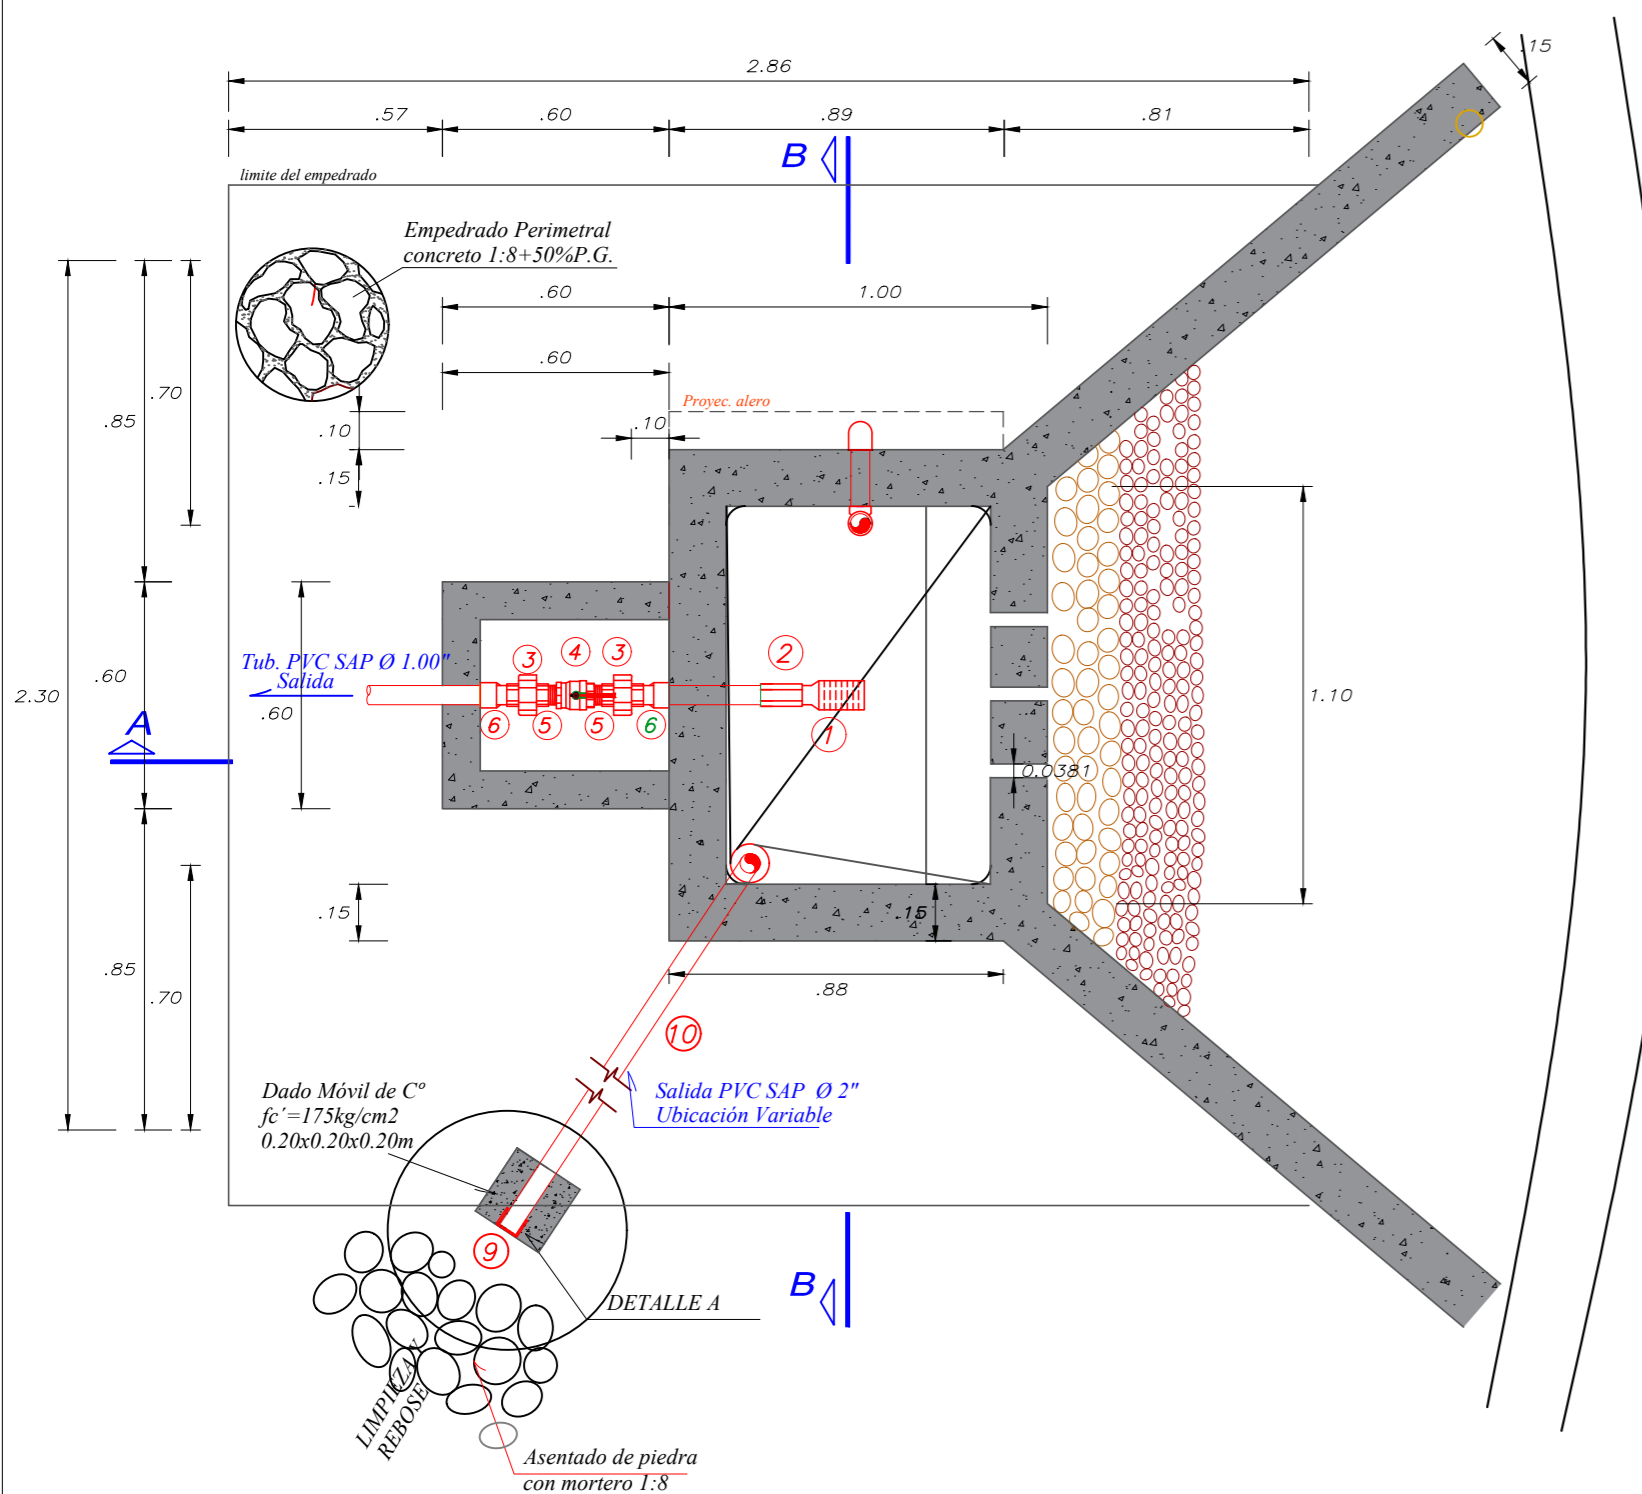 2.86
.15
.57
.60
.89
.81
B
limite del empedrado
Empedrado Perimetral
concreto 1:8+50%P.G.
.60
1.00
.60
.70
Proyec. alero
.85
.10
.10
.15
2
3
4
3
Tub. PVC SAP Ø 1.00"
Salida
.60
2.30
.60
1.10
A
6
5
5
6
1
0.0381
.15
.15
.85
.70
.88
10
Dado Móvil de Cº
fc´=175kg/cm2
0.20x0.20x0.20m
Salida PVC SAP Ø 2"
Ubicación Variable
9
B
DETALLE A
LIMPIEZA Y
REBOSE
Asentado de piedra
con mortero 1:8